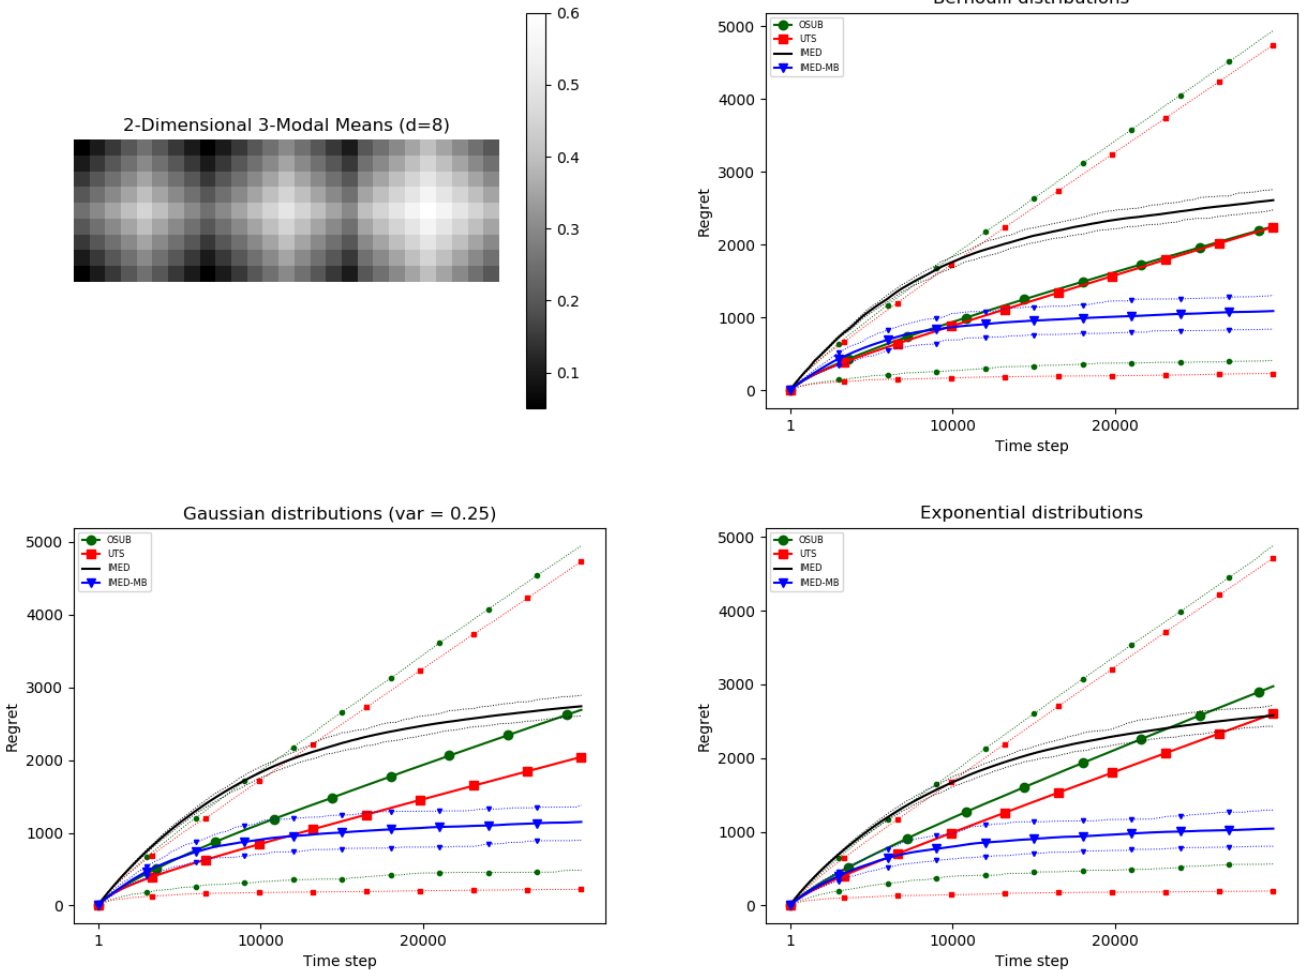 2-Dimensional 3-Modal Means (d=8)
0.6
0.5
0.4
0.3
0.2
0.1
Bernoulli distributions
OSUB
UTS
IMED
IMED-MB
Regret
5000
4000
3000
2000
1000
0
1
10000
20000
Time step
Gaussian distributions (var = 0.25)
OSUB
UTS
IMED
IMED-MB
Regret
5000
4000
3000
2000
1000
0
1
10000
20000
Time step
Exponential distributions
OSUB
UTS
IMED
IMED-MB
Regret
5000
4000
3000
2000
1000
0
1
10000
20000
Time step